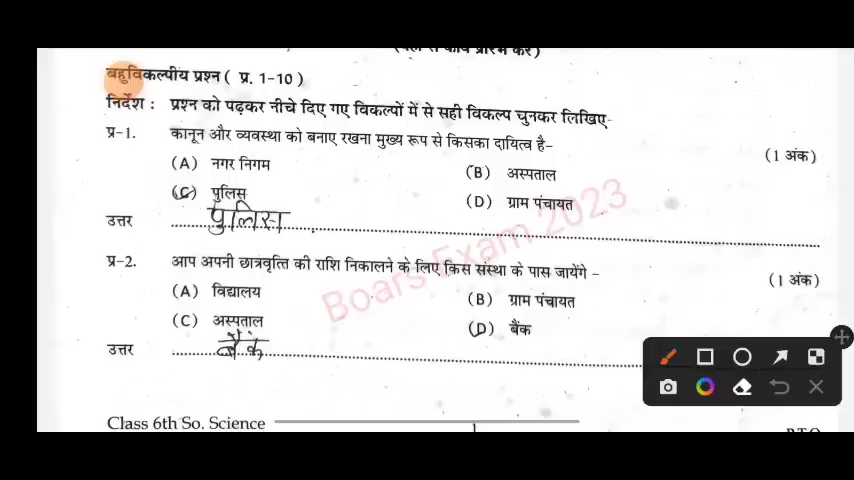 बहुविकल्पीय प्रश्न ( प्र. 1-10 )
निर्देश : प्रश्न को पढ़कर नीचे दिए गए विकल्पों में से सही विकल्प चुनकर लिखिए-
प्र-1. कानून और व्यवस्था को बनाए रखना मुख्य रूप से किसका दायित्व है- (1 अंक)
(A) नगर निगम (B) अस्पताल
(C) पुलिस (D) ग्राम पंचायत
उत्तर पुलिस
प्र-2. आप अपनी छात्रवृत्ति की राशि निकालने के लिए किस संस्था के पास जायेंगे - (1 अंक)
(A) विद्यालय (B) ग्राम पंचायत
(C) अस्पताल (D) बैंक
उत्तर बैंक
Boars Exam 2023
Class 6th So. Science 1 P.T.O